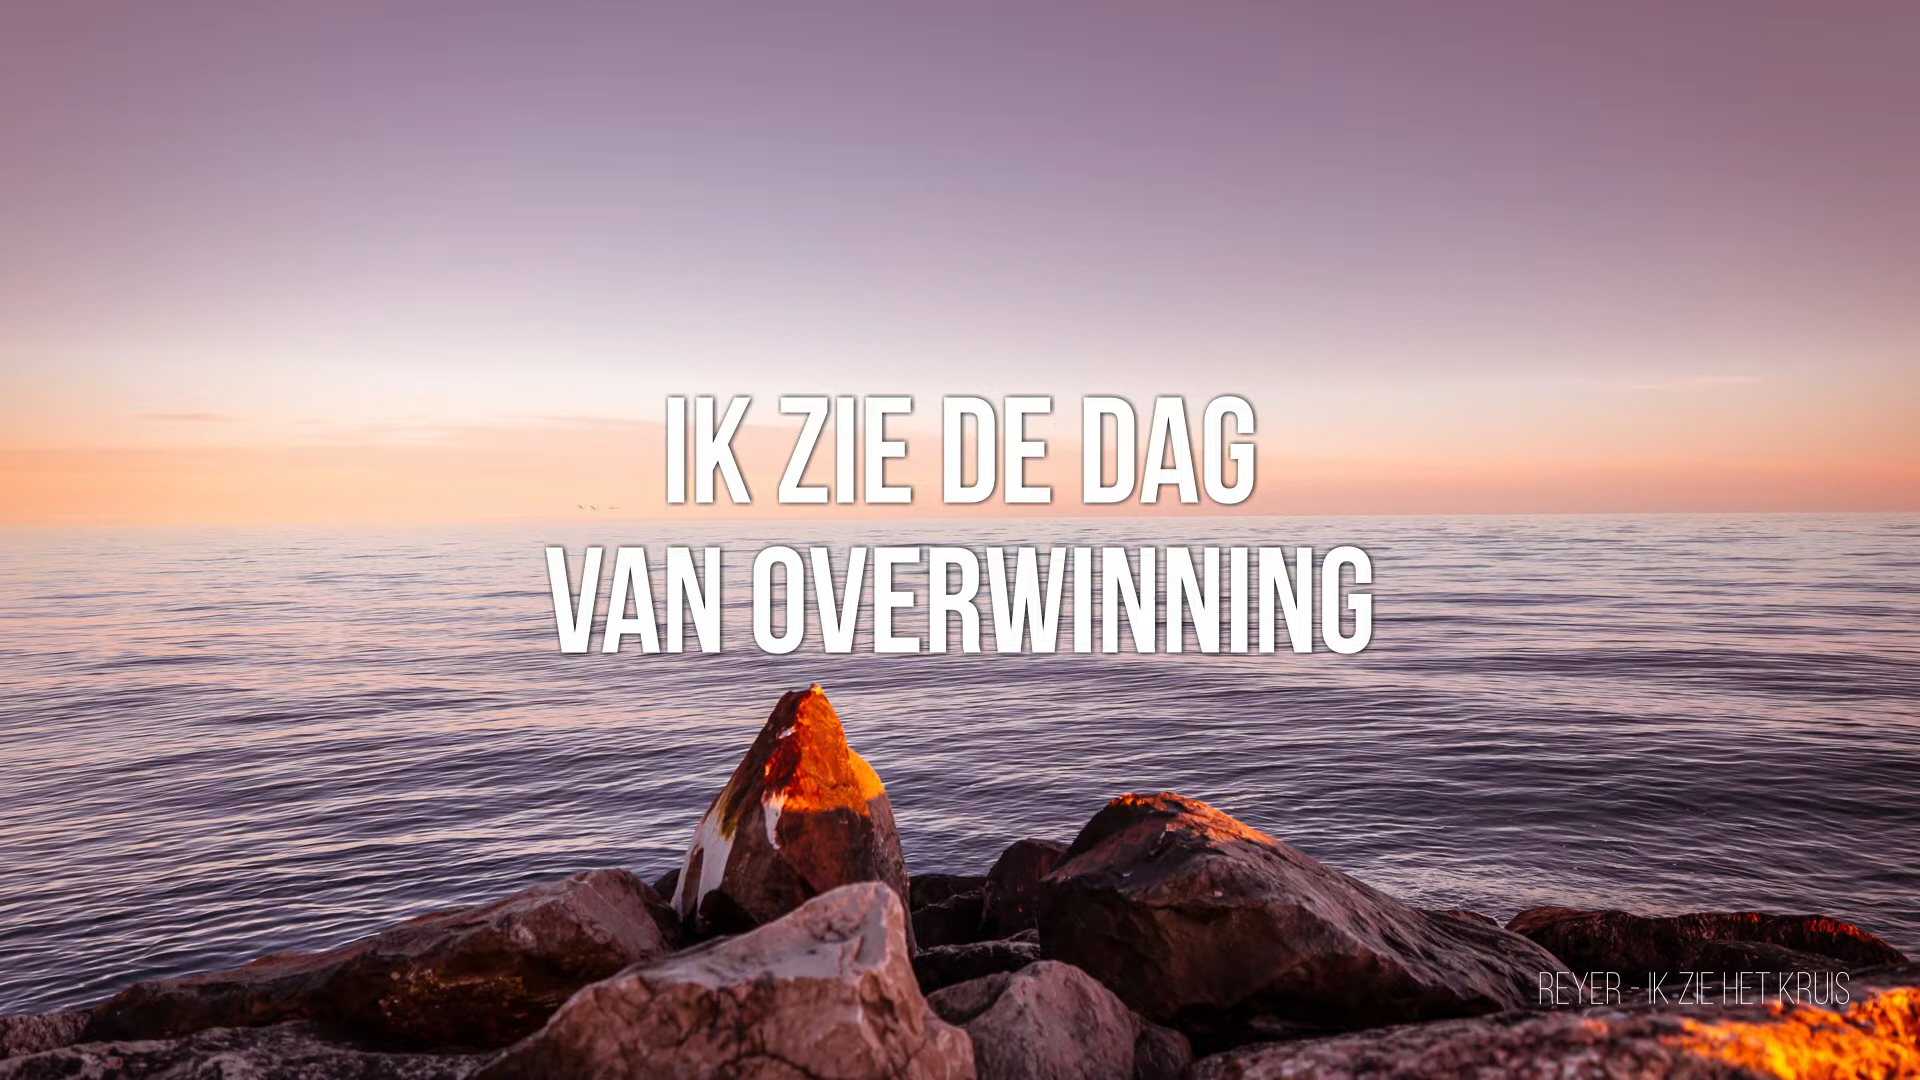 IK ZIE DE DAG
VAN OVERWINNING
REYER - IK ZIE HET KRUIS